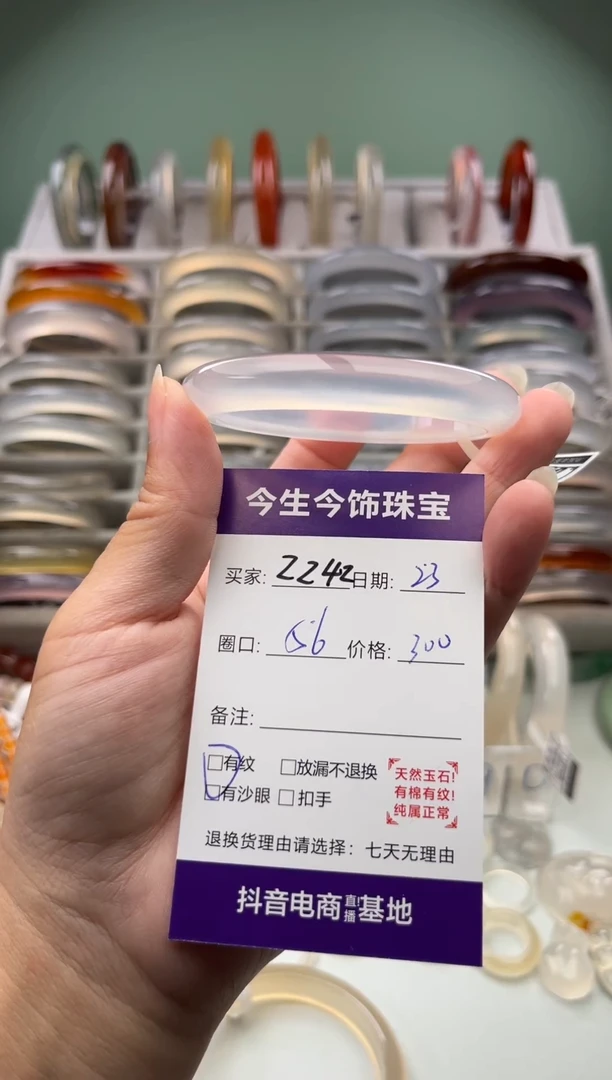 今生今饰珠宝
买家: 2242 日期: 23
圈口: 56 价格: 300
备注:
□有纹 □放漏不退换
□有沙眼 □扣手
天然玉石!
有棉有纹!
纯属正常
退换货理由请选择：七天无理由
抖音电商直播基地